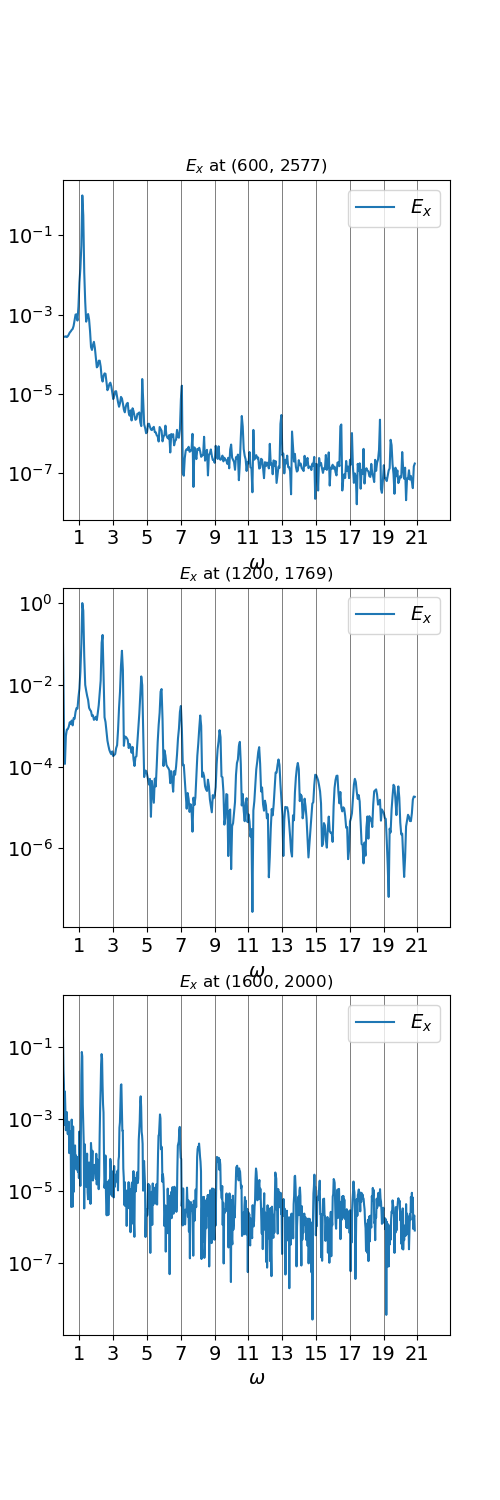 E_x at (600, 2577)
E_x
10⁻¹
10⁻³
10⁻⁵
10⁻⁷
1 3 5 7 9 11 13 15 17 19 21
ω
E_x at (1200, 1769)
E_x
10⁰
10⁻²
10⁻⁴
10⁻⁶
1 3 5 7 9 11 13 15 17 19 21
ω
E_x at (1600, 2000)
E_x
10⁻¹
10⁻³
10⁻⁵
10⁻⁷
1 3 5 7 9 11 13 15 17 19 21
ω